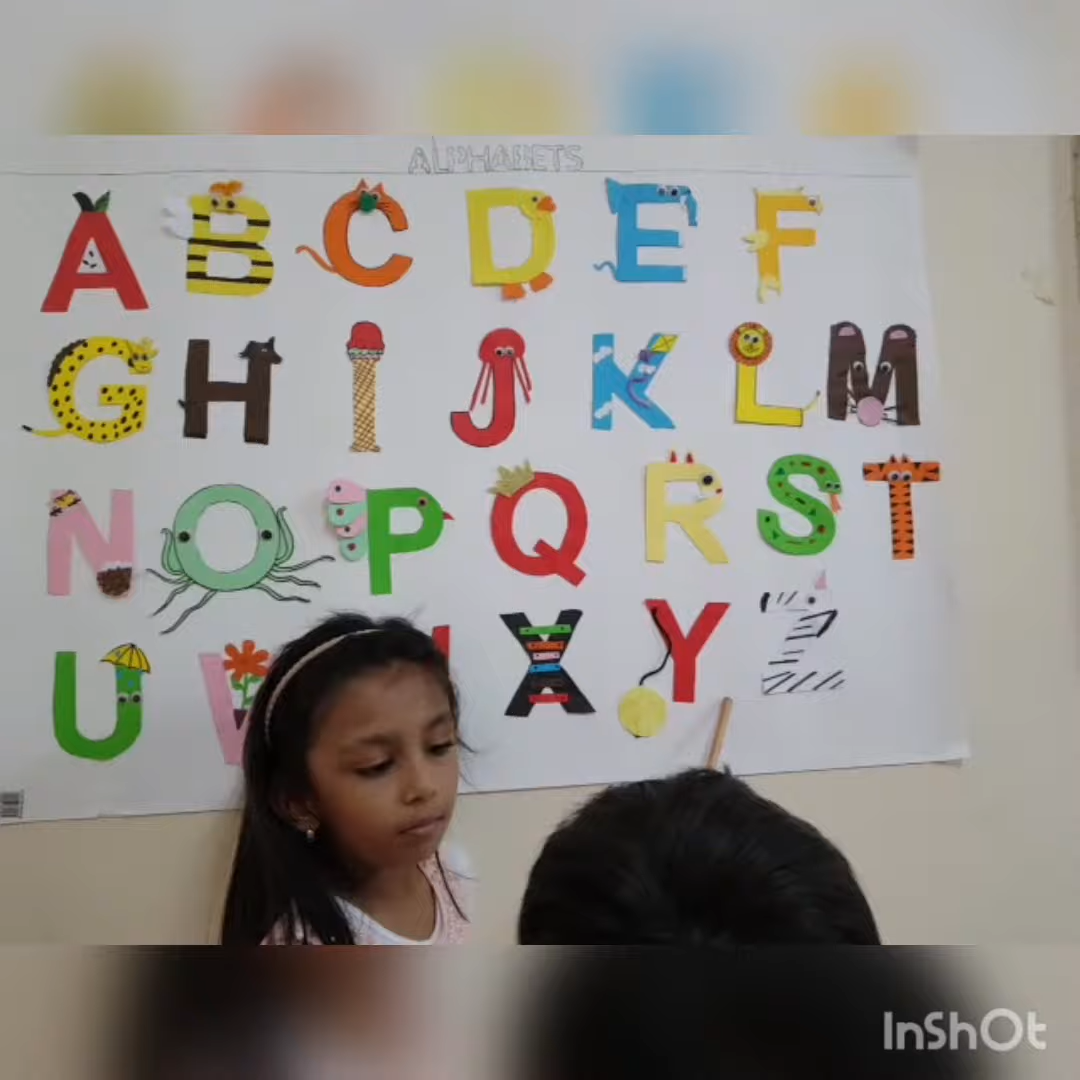 ALPHABETS
A B C D E F
G H I J K L M
N O P Q R S T
U V X Y Z
InShOt